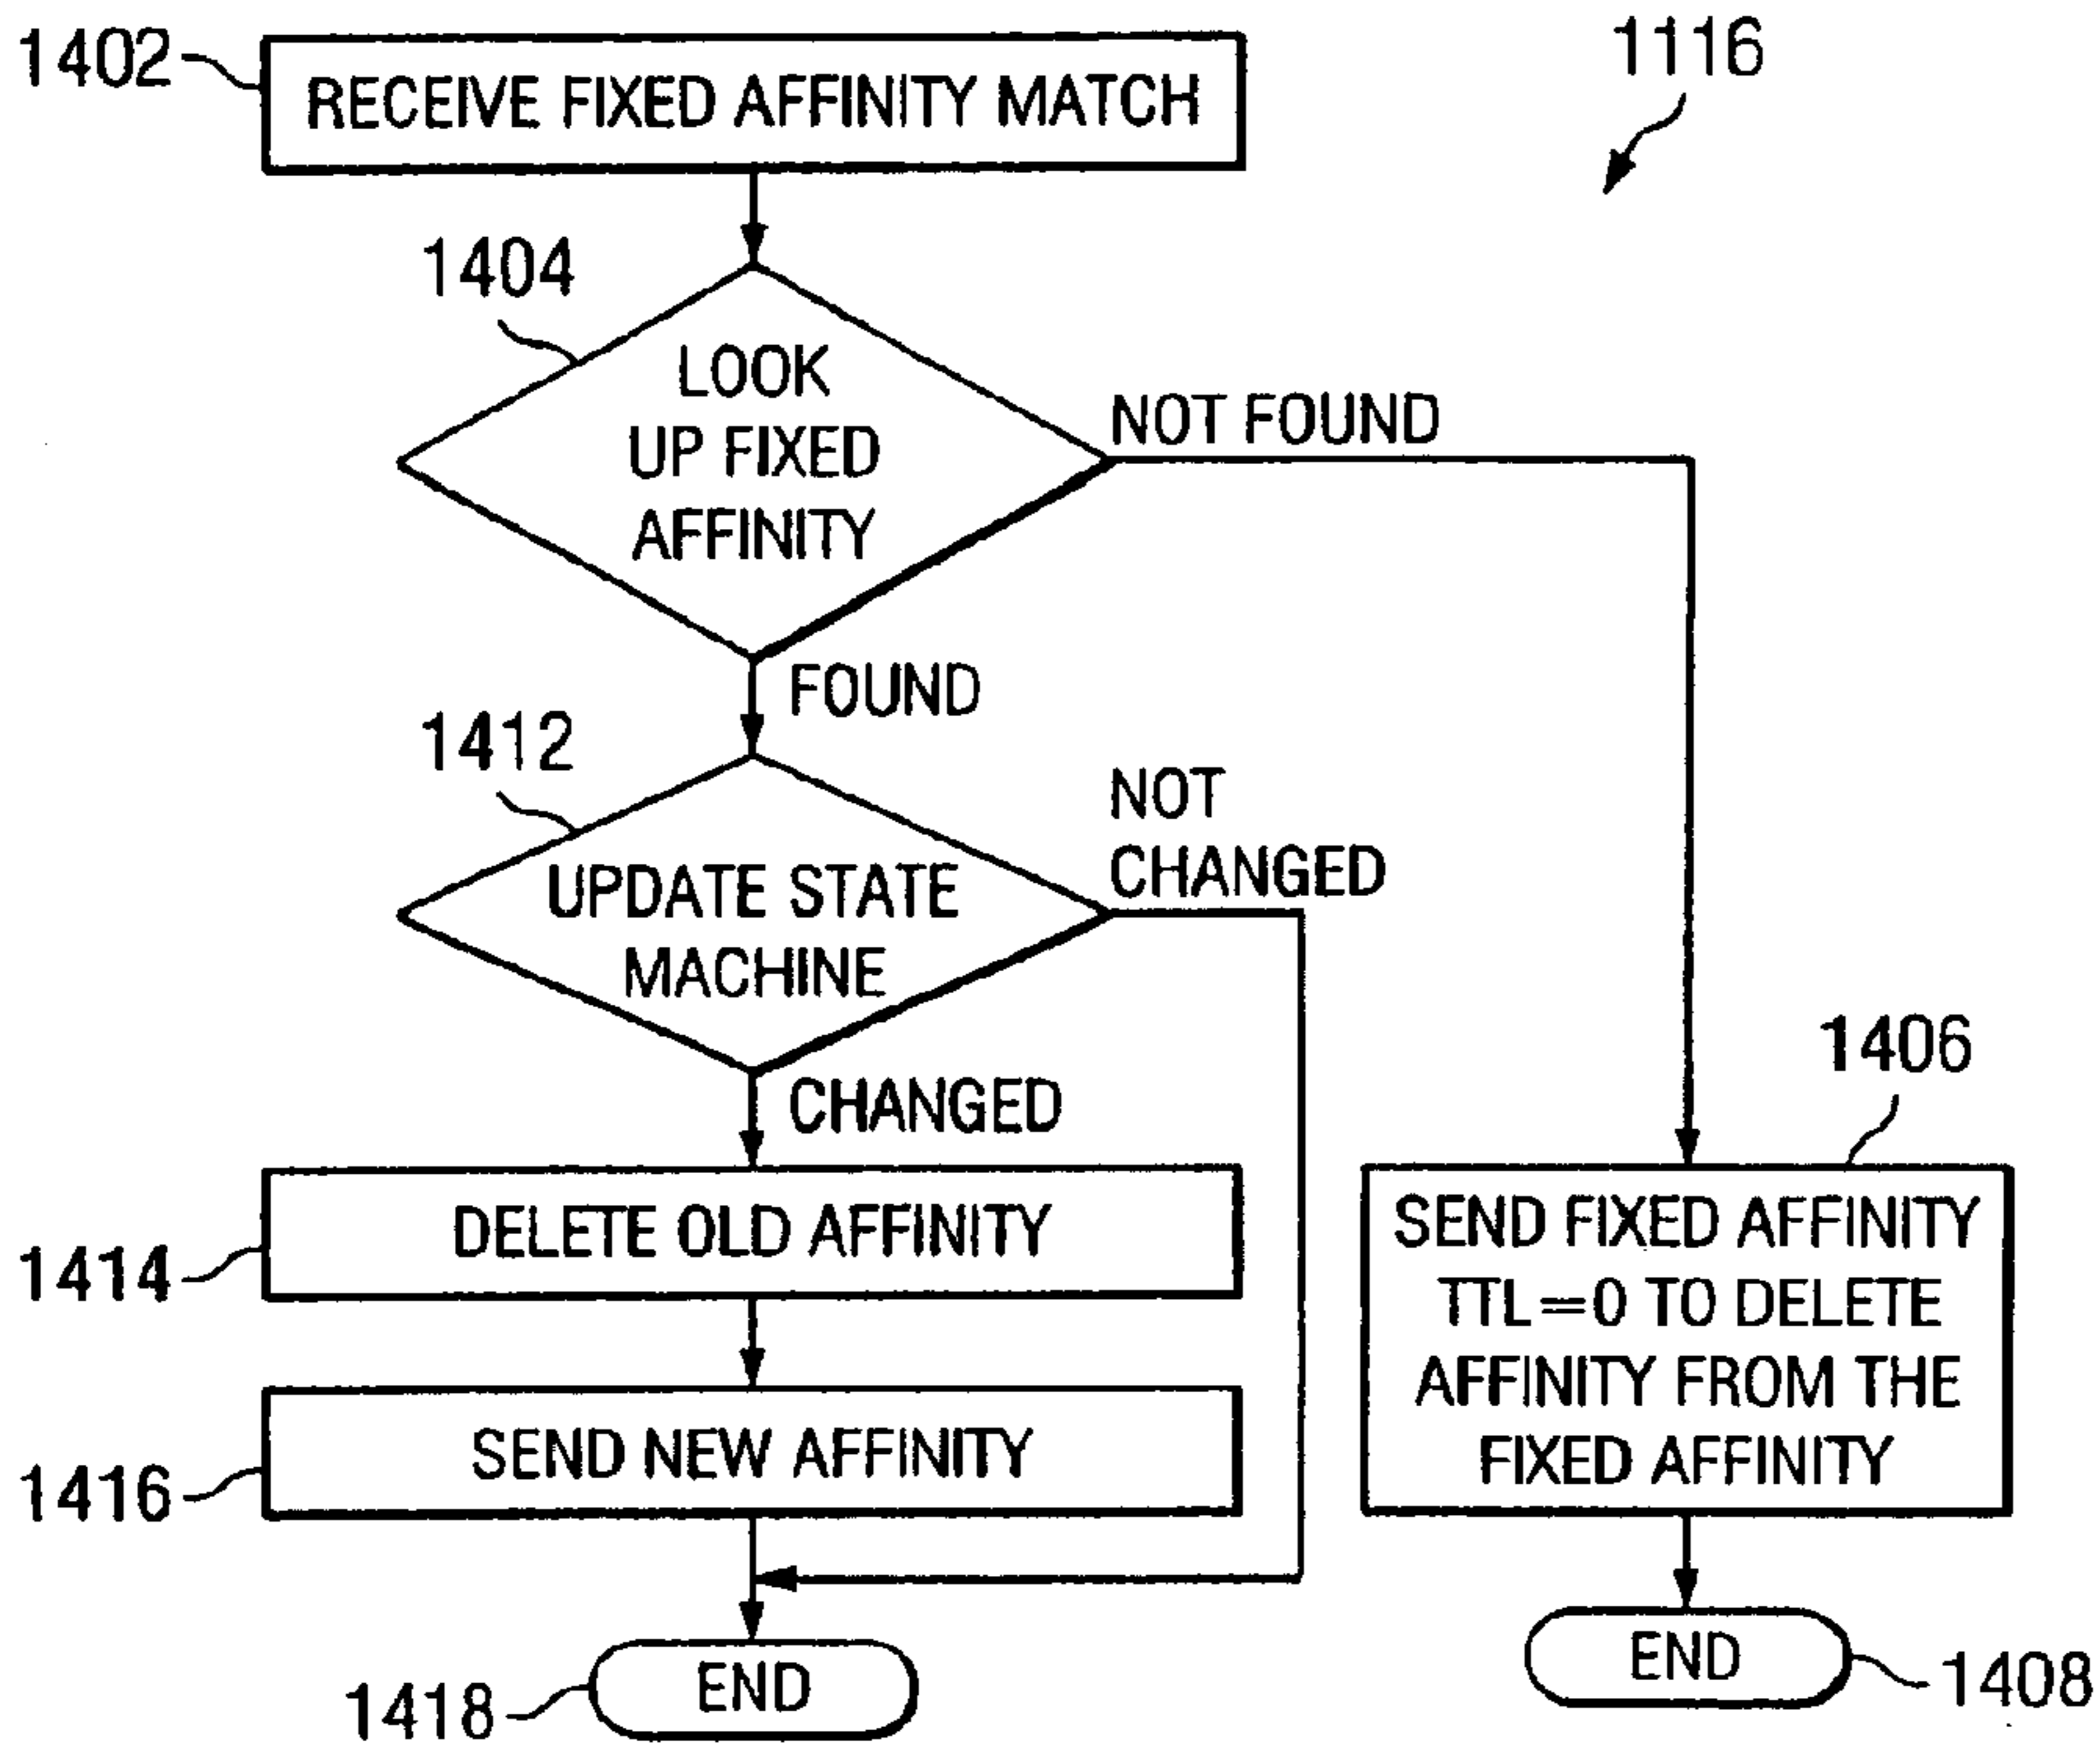 1402
RECEIVE FIXED AFFINITY MATCH
1116
1404
LOOK
UP FIXED
AFFINITY
NOT FOUND
FOUND
1412
UPDATE STATE
MACHINE
NOT
CHANGED
CHANGED
1414
DELETE OLD AFFINITY
1416
SEND NEW AFFINITY
1418
END
1406
SEND FIXED AFFINITY
TTL=0 TO DELETE
AFFINITY FROM THE
FIXED AFFINITY
END
1408